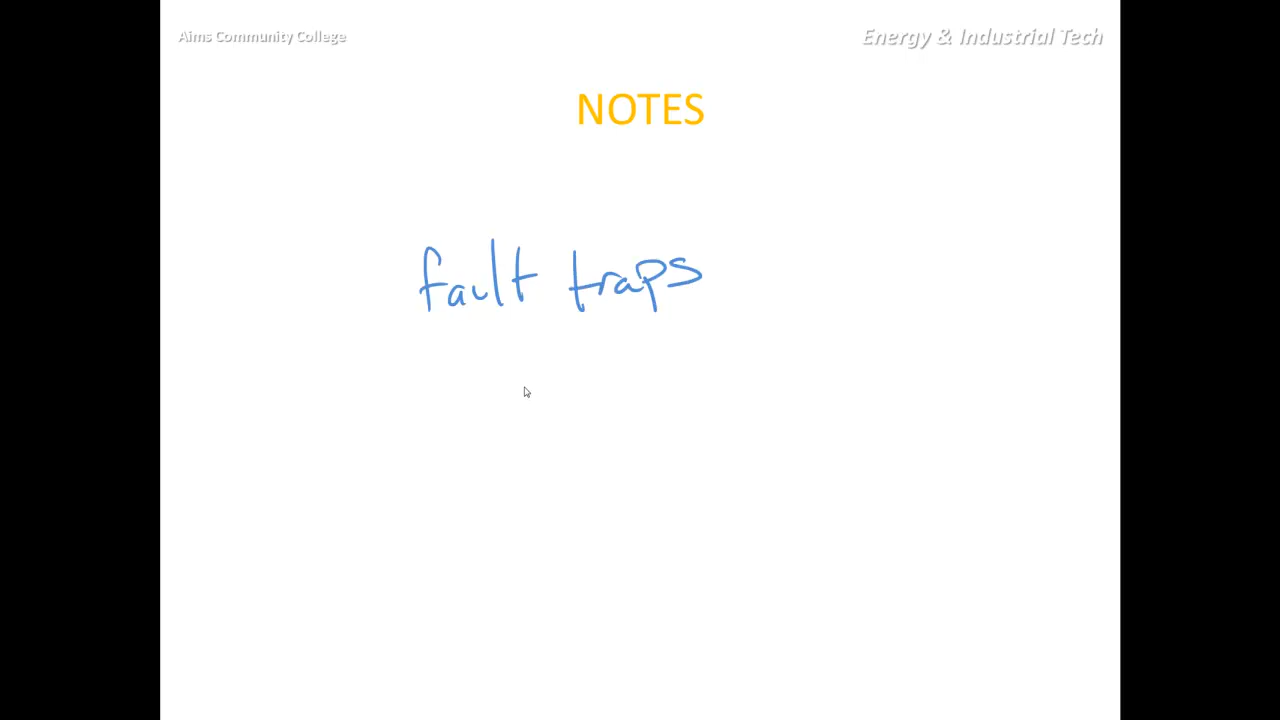 Aims Community College
Energy & Industrial Tech
NOTES
fault traps